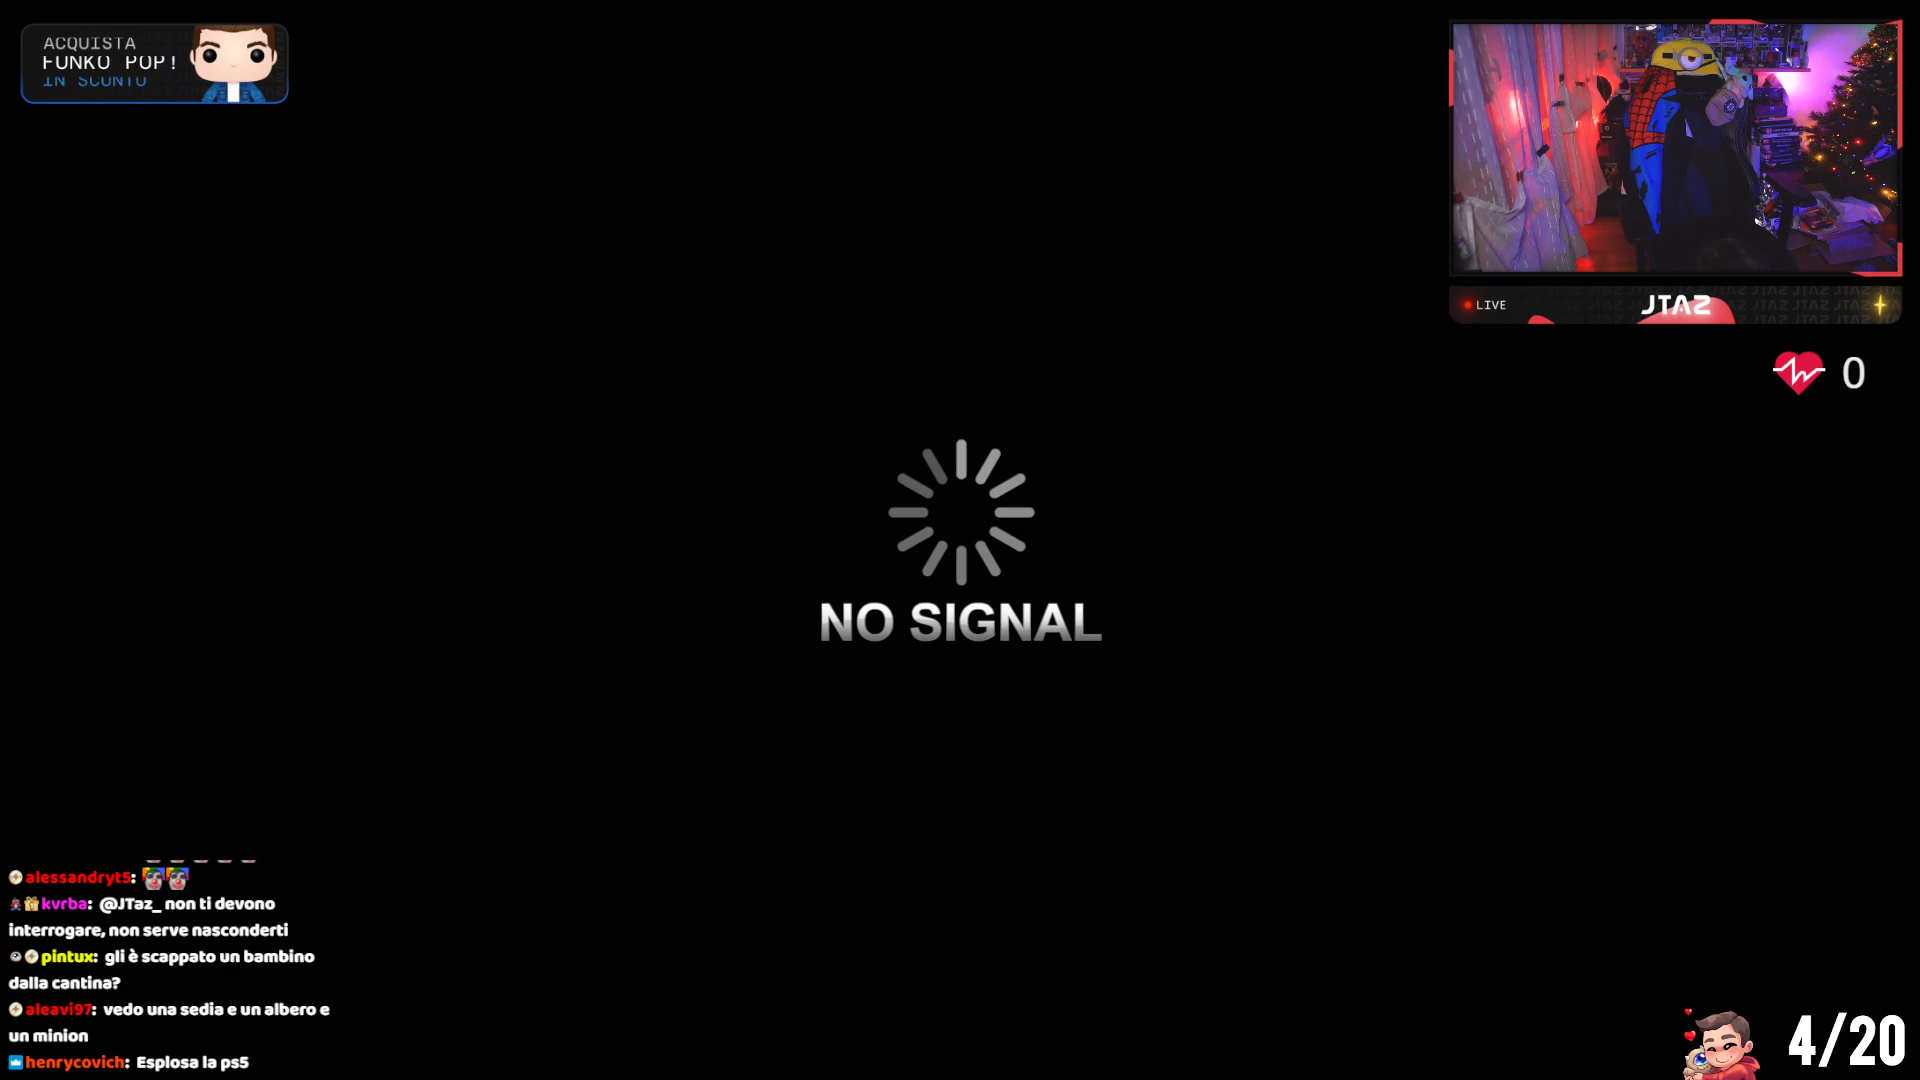 ACQUISTA
FUNKO POP!
IN SCONTO
LIVE
JTAZ
0
NO SIGNAL
alessandryt5:
kvrba: @JTaz_ non ti devono
interrogare, non serve nasconderti
pintux: gli è scappato un bambino
dalla cantina?
aleavi97: vedo una sedia e un albero e
un minion
henrycovich: Esplosa la ps5
4/20